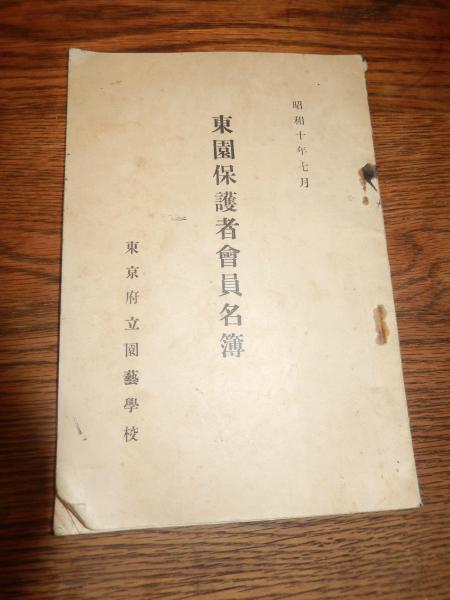 昭和十年七月
東園保護者會員名簿
東京府立園藝學校